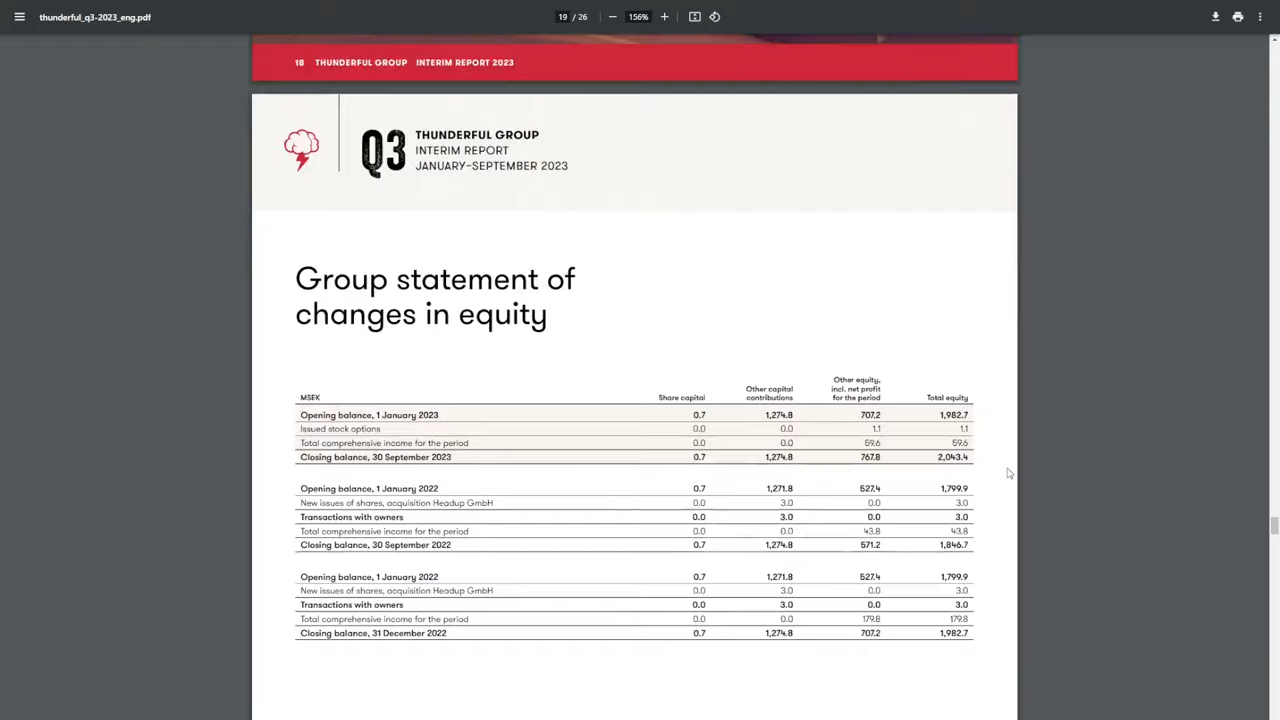 thunderful_q3-2023_eng.pdf
19 / 26
156%
18 THUNDERFUL GROUP INTERIM REPORT 2023
Q3
THUNDERFUL GROUP
INTERIM REPORT
JANUARY–SEPTEMBER 2023
Group statement of
changes in equity
MSEK Share capital Other capital contributions Other equity, incl. net profit for the period Total equity
Opening balance, 1 January 2023 0.7 1,274.8 707.2 1,982.7
Issued stock options 0.0 0.0 1.1 1.1
Total comprehensive income for the period 0.0 0.0 59.6 59.6
Closing balance, 30 September 2023 0.7 1,274.8 767.8 2,043.4
Opening balance, 1 January 2022 0.7 1,271.8 527.4 1,799.9
New issues of shares, acquisition Headup GmbH 0.0 3.0 0.0 3.0
Transactions with owners 0.0 3.0 0.0 3.0
Total comprehensive income for the period 0.0 0.0 43.8 43.8
Closing balance, 30 September 2022 0.7 1,274.8 571.2 1,846.7
Opening balance, 1 January 2022 0.7 1,271.8 527.4 1,799.9
New issues of shares, acquisition Headup GmbH 0.0 3.0 0.0 3.0
Transactions with owners 0.0 3.0 0.0 3.0
Total comprehensive income for the period 0.0 0.0 179.8 179.8
Closing balance, 31 December 2022 0.7 1,274.8 707.2 1,982.7